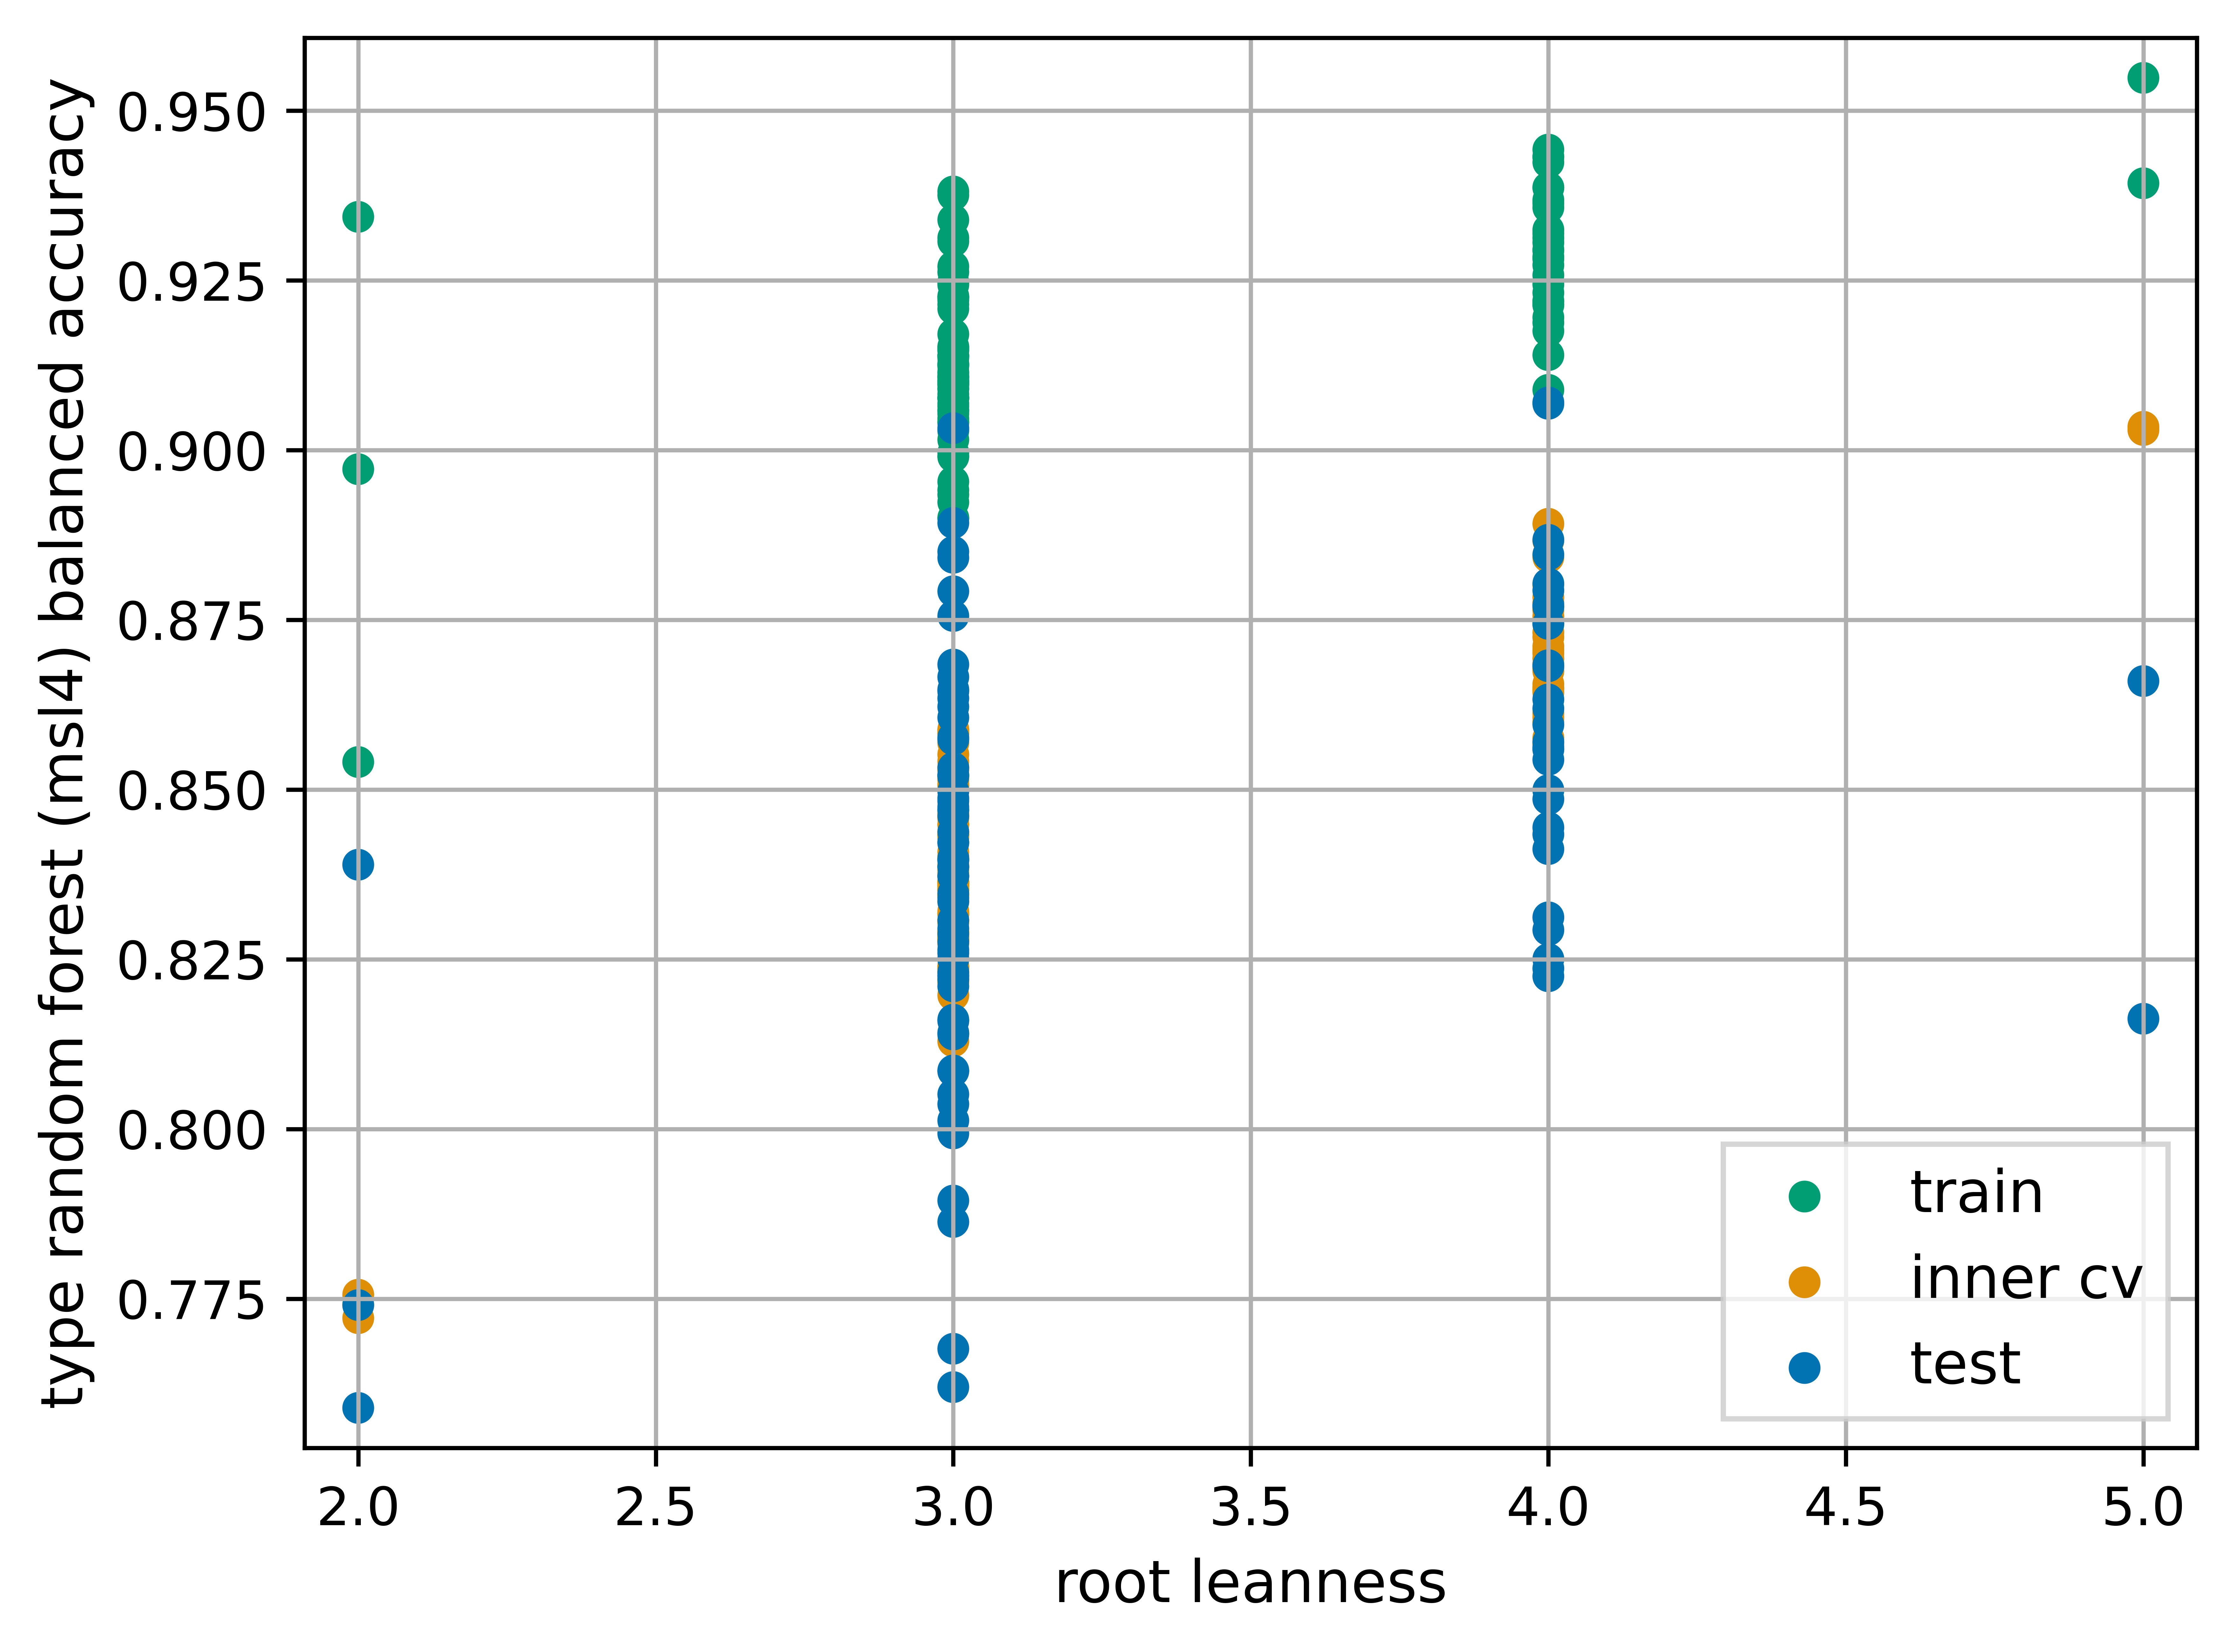 type random forest (msl4) balanced accuracy
0.950
0.925
0.900
0.875
0.850
0.825
0.800
0.775
train
inner cv
test
2.0 2.5 3.0 3.5 4.0 4.5 5.0
root leanness